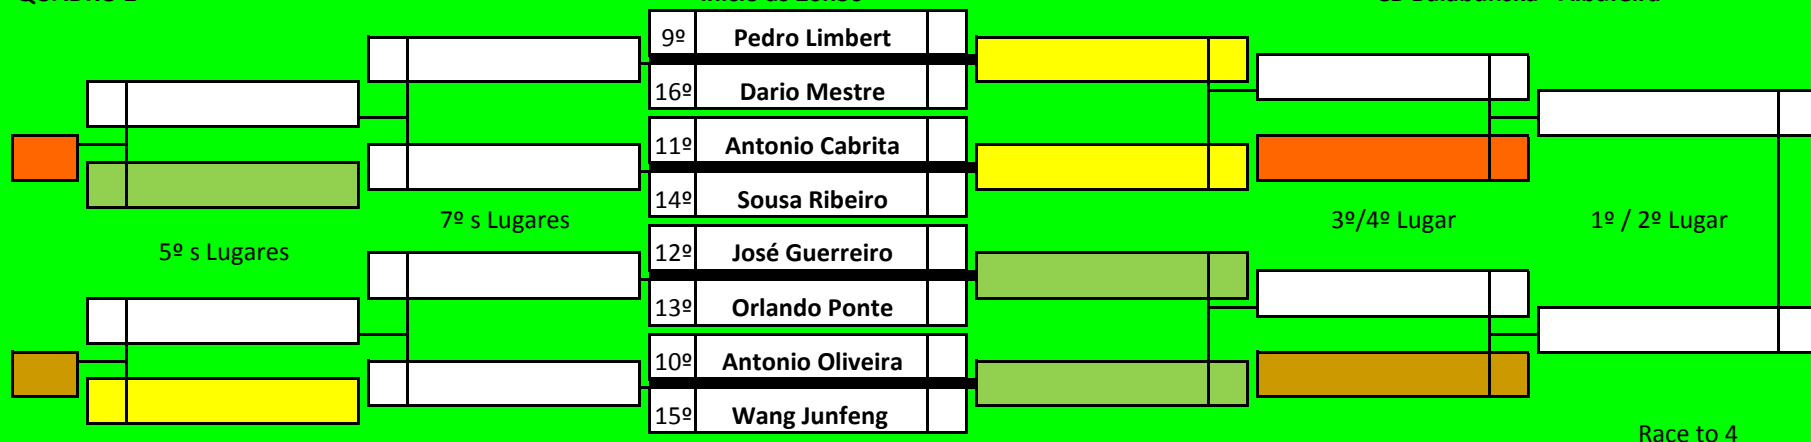 9º Pedro Limbert
16º Dario Mestre
11º Antonio Cabrita
14º Sousa Ribeiro
7º s Lugares
3º/4º Lugar
1º / 2º Lugar
5º s Lugares
12º José Guerreiro
13º Orlando Ponte
10º Antonio Oliveira
15º Wang Junfeng
Race to 4